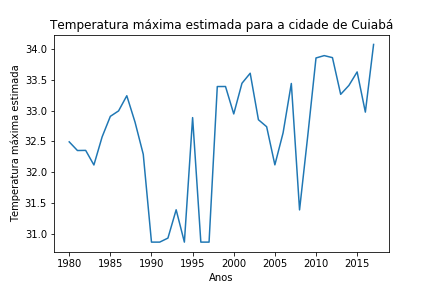 Temperatura máxima estimada para a cidade de Cuiabá
Temperatura máxima estimada
34.0
33.5
33.0
32.5
32.0
31.5
31.0
1980 1985 1990 1995 2000 2005 2010 2015
Anos